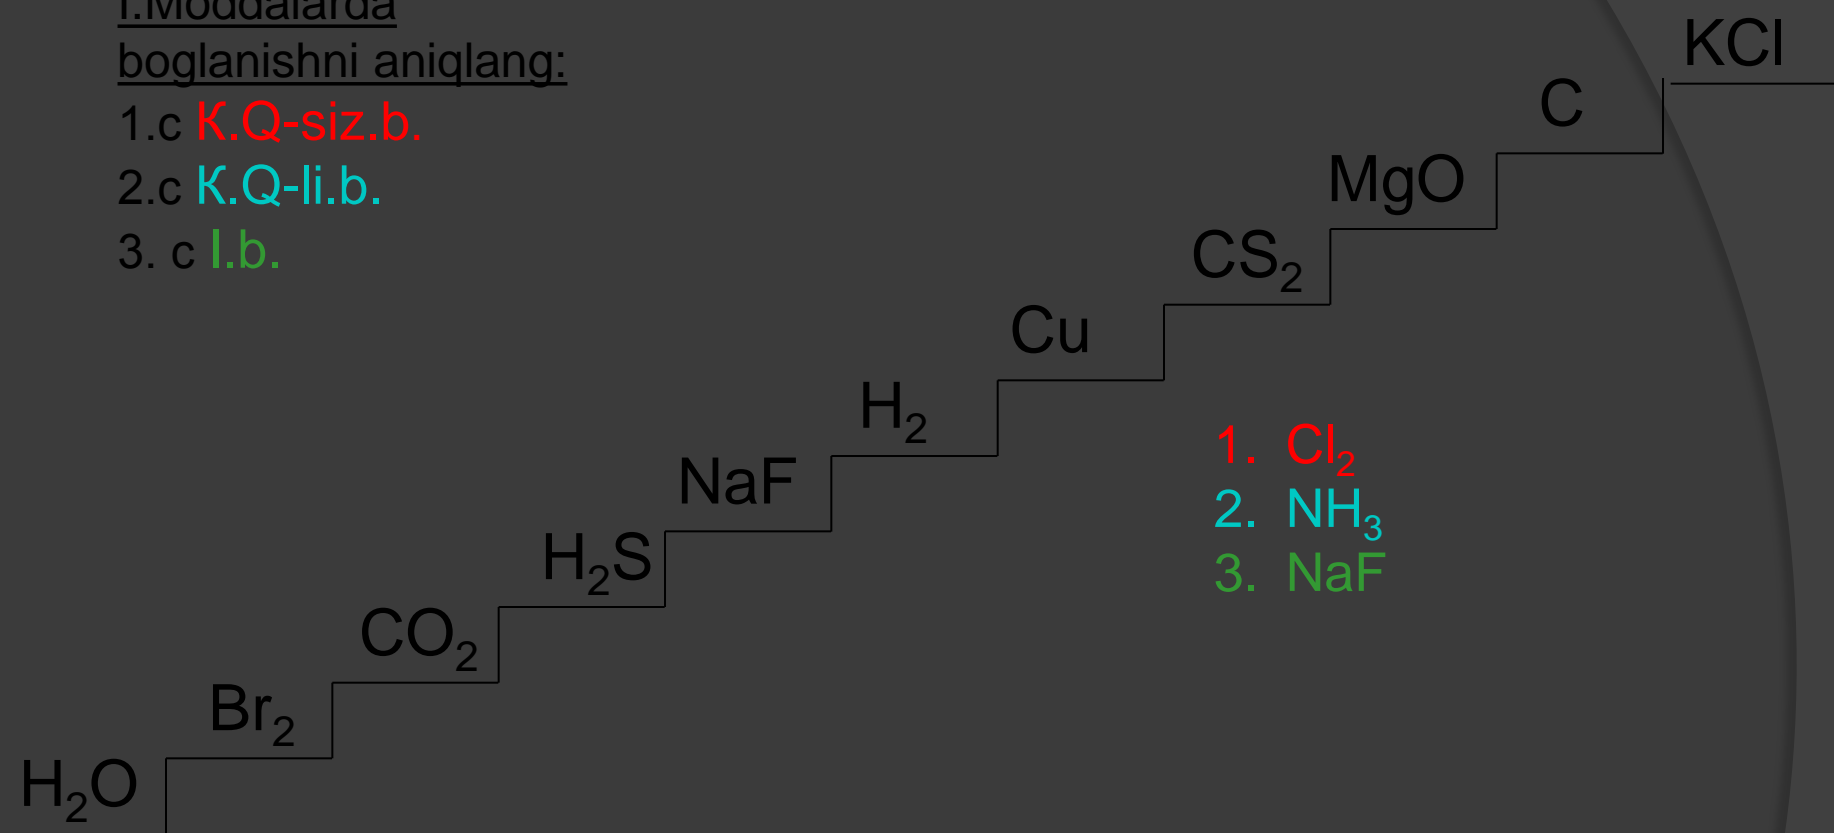 I.Moddalarda
boglanishni aniqlang:
1.c К.Q-siz.b.
2.c К.Q-li.b.
3. c I.b.
KCl
C
MgO
CS₂
Cu
H₂
NaF
H₂S
CO₂
Br₂
H₂O
1. Cl₂
2. NH₃
3. NaF